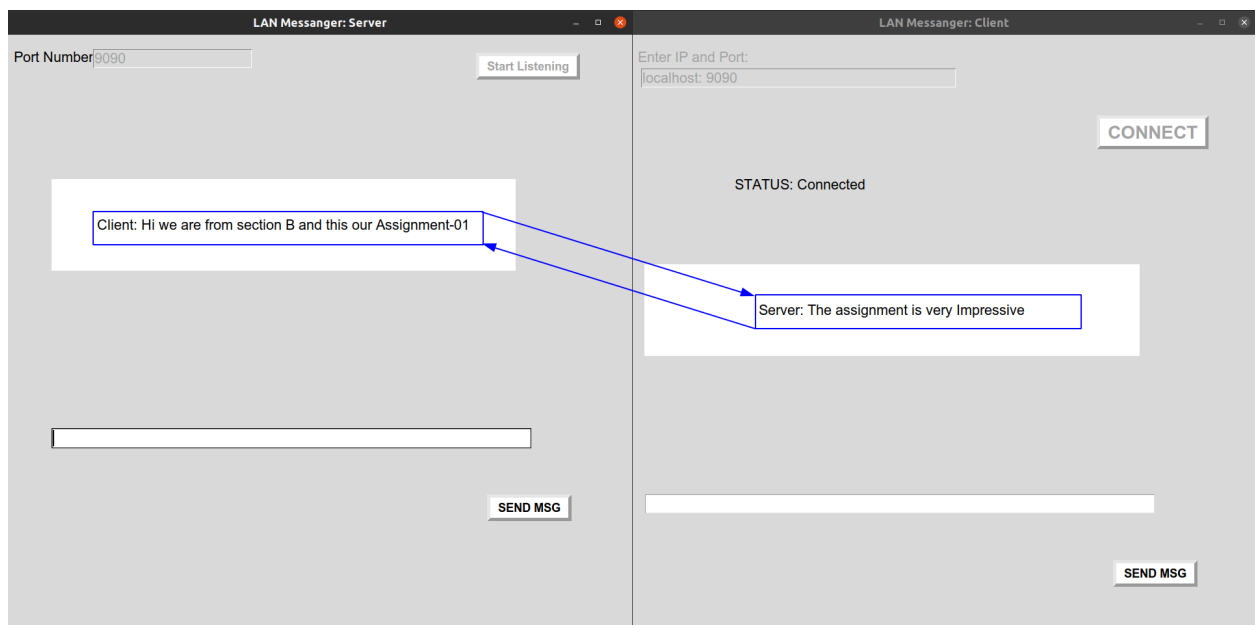 LAN Messanger: Server
Port Number 9090
Start Listening
Client: Hi we are from section B and this our Assignment-01
SEND MSG
LAN Messanger: Client
Enter IP and Port:
localhost: 9090
CONNECT
STATUS: Connected
Server: The assignment is very Impressive
SEND MSG